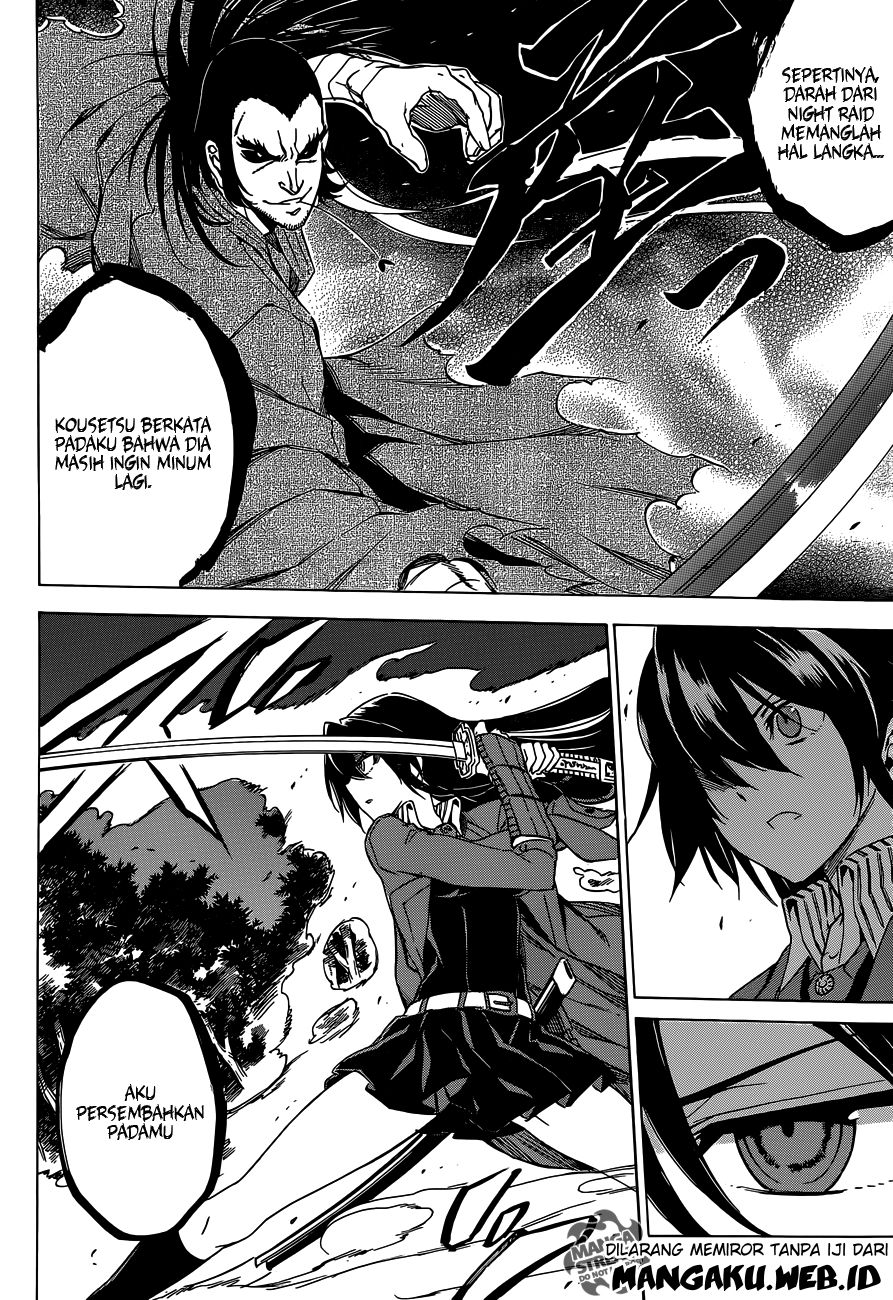 SEPERTINYA,
DARAH DARI
NIGHT RAID
MEMANGLAH
HAL LANGKA...
KOUSETSU BERKATA
PADAKU BAHWA DIA
MASIH INGIN MINUM
LAGI.
AKU
PERSEMBAHKAN
PADAMU
MANGA
DILARANG MEMIROR TANPA IJI DARI
MANGAKU.WEB.ID